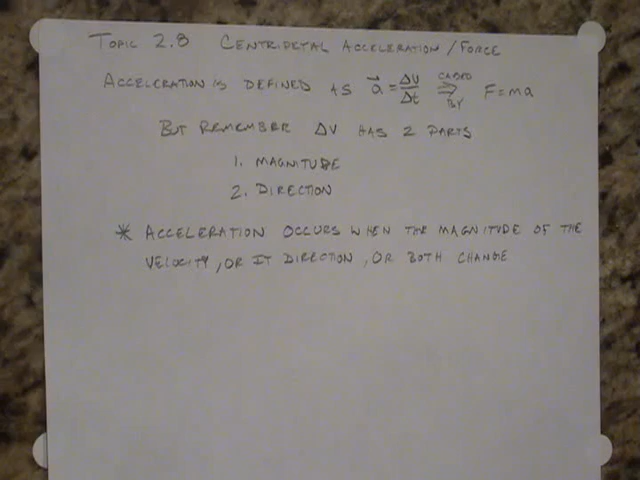 TOPIC 2.8 CENTRIPETAL ACCELERATION/FORCE
ACCELERATION IS DEFINED AS a⃗ = ΔV/Δt CAUSED BY ⇒ F=ma
BUT REMEMBER ΔV HAS 2 PARTS
1. MAGNITUDE
2. DIRECTION
* ACCELERATION OCCURS WHEN THE MAGNITUDE OF THE
VELOCITY, OR IT DIRECTION, OR BOTH CHANGE